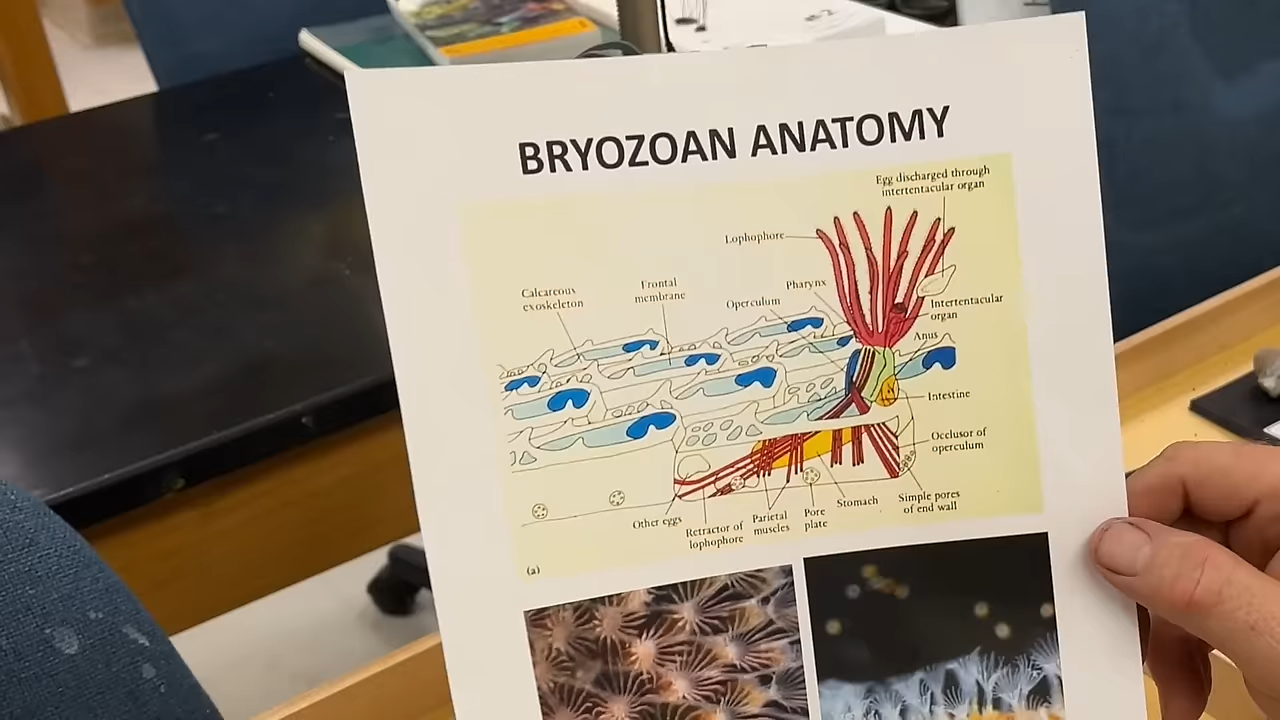 BRYOZOAN ANATOMY
Egg discharged through
intertentacular organ
Lophophore
Calcareous
exoskeleton
Frontal
membrane
Pharynx
Operculum
Intertentacular
organ
Anus
Intestine
Occlusor of
operculum
Other eggs
Retractor of
lophophore
Parietal
muscles
Pore
plate
Stomach
Simple pores
of end wall
(a)